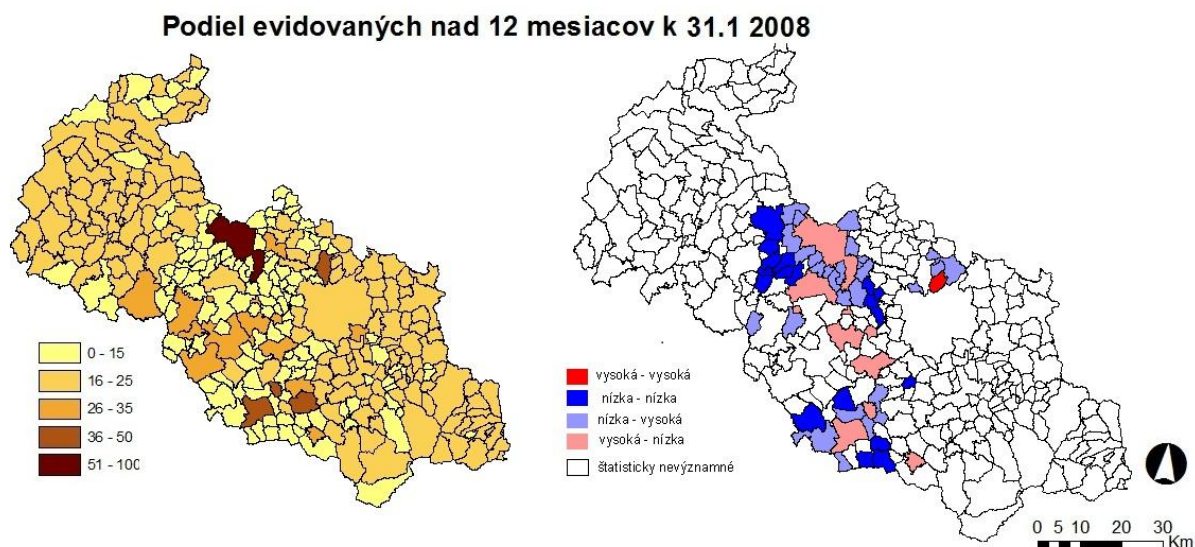 Podiel evidovaných nad 12 mesiacov k 31.1 2008
0 - 15
16 - 25
26 - 35
36 - 50
51 - 100
vysoká - vysoká
nízka - nízka
nízka - vysoká
vysoká - nízka
štatisticky nevýznamné
0 5 10 20 30
Km